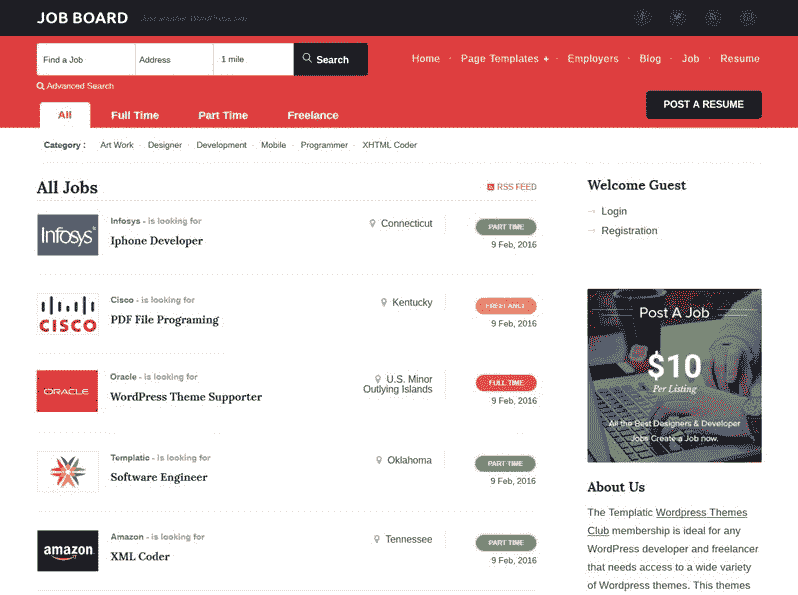 JOB BOARD Just another WordPress site
Find a Job Address 1 mile Search
Home · Page Templates + · Employers · Blog · Job · Resume
Advanced Search
POST A RESUME
All Full Time Part Time Freelance
Category : Art Work · Designer · Development · Mobile · Programmer · XHTML Coder
All Jobs
RSS FEED
Infosys
Infosys - is looking for
Iphone Developer
Connecticut
PART TIME
9 Feb, 2016
CISCO
Cisco - is looking for
PDF File Programing
Kentucky
FREELANCE
9 Feb, 2016
ORACLE
Oracle - is looking for
WordPress Theme Supporter
U.S. Minor
Outlying Islands
FULL TIME
9 Feb, 2016
Templatic - is looking for
Software Engineer
Oklahoma
PART TIME
9 Feb, 2016
amazon
Amazon - is looking for
XML Coder
Tennessee
PART TIME
9 Feb, 2016
Welcome Guest
→ Login
→ Registration
Post A Job
$10
Per Listing
All the Best Designers & Developer
Jobs Create a Job now.
About Us
The Templatic Wordpress Themes
Club membership is ideal for any
WordPress developer and freelancer
that needs access to a wide variety
of Wordpress themes. This themes